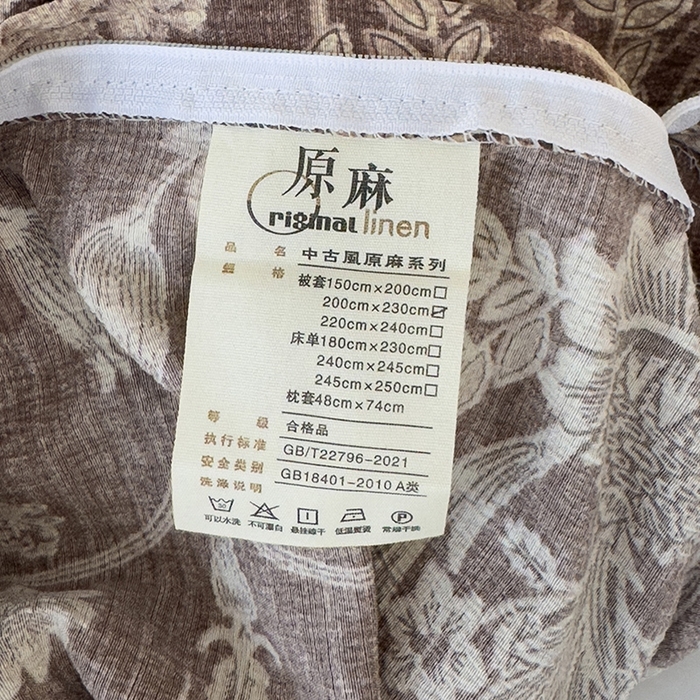 原麻
Original linen
品名 中古風原麻系列
规格 被套150cm×200cm□
200cm×230cm☑
220cm×240cm□
床单180cm×230cm□
240cm×245cm□
245cm×250cm□
枕套48cm×74cm
等级 合格品
执行标准 GB/T22796-2021
安全类别 GB18401-2010 A类
洗涤说明
可以水洗 不可漂白 悬挂晾干 低温熨烫 常规干洗